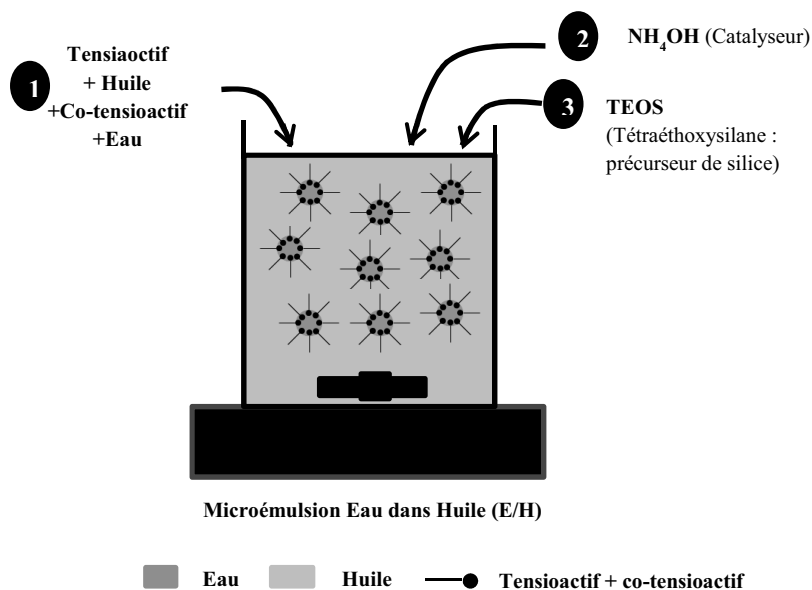 1
Tensiaoctif
+ Huile
+Co-tensioactif
+Eau
2
NH₄OH (Catalyseur)
3
TEOS
(Tétraéthoxysilane :
précurseur de silice)
Microémulsion Eau dans Huile (E/H)
Eau
Huile
Tensioactif + co-tensioactif